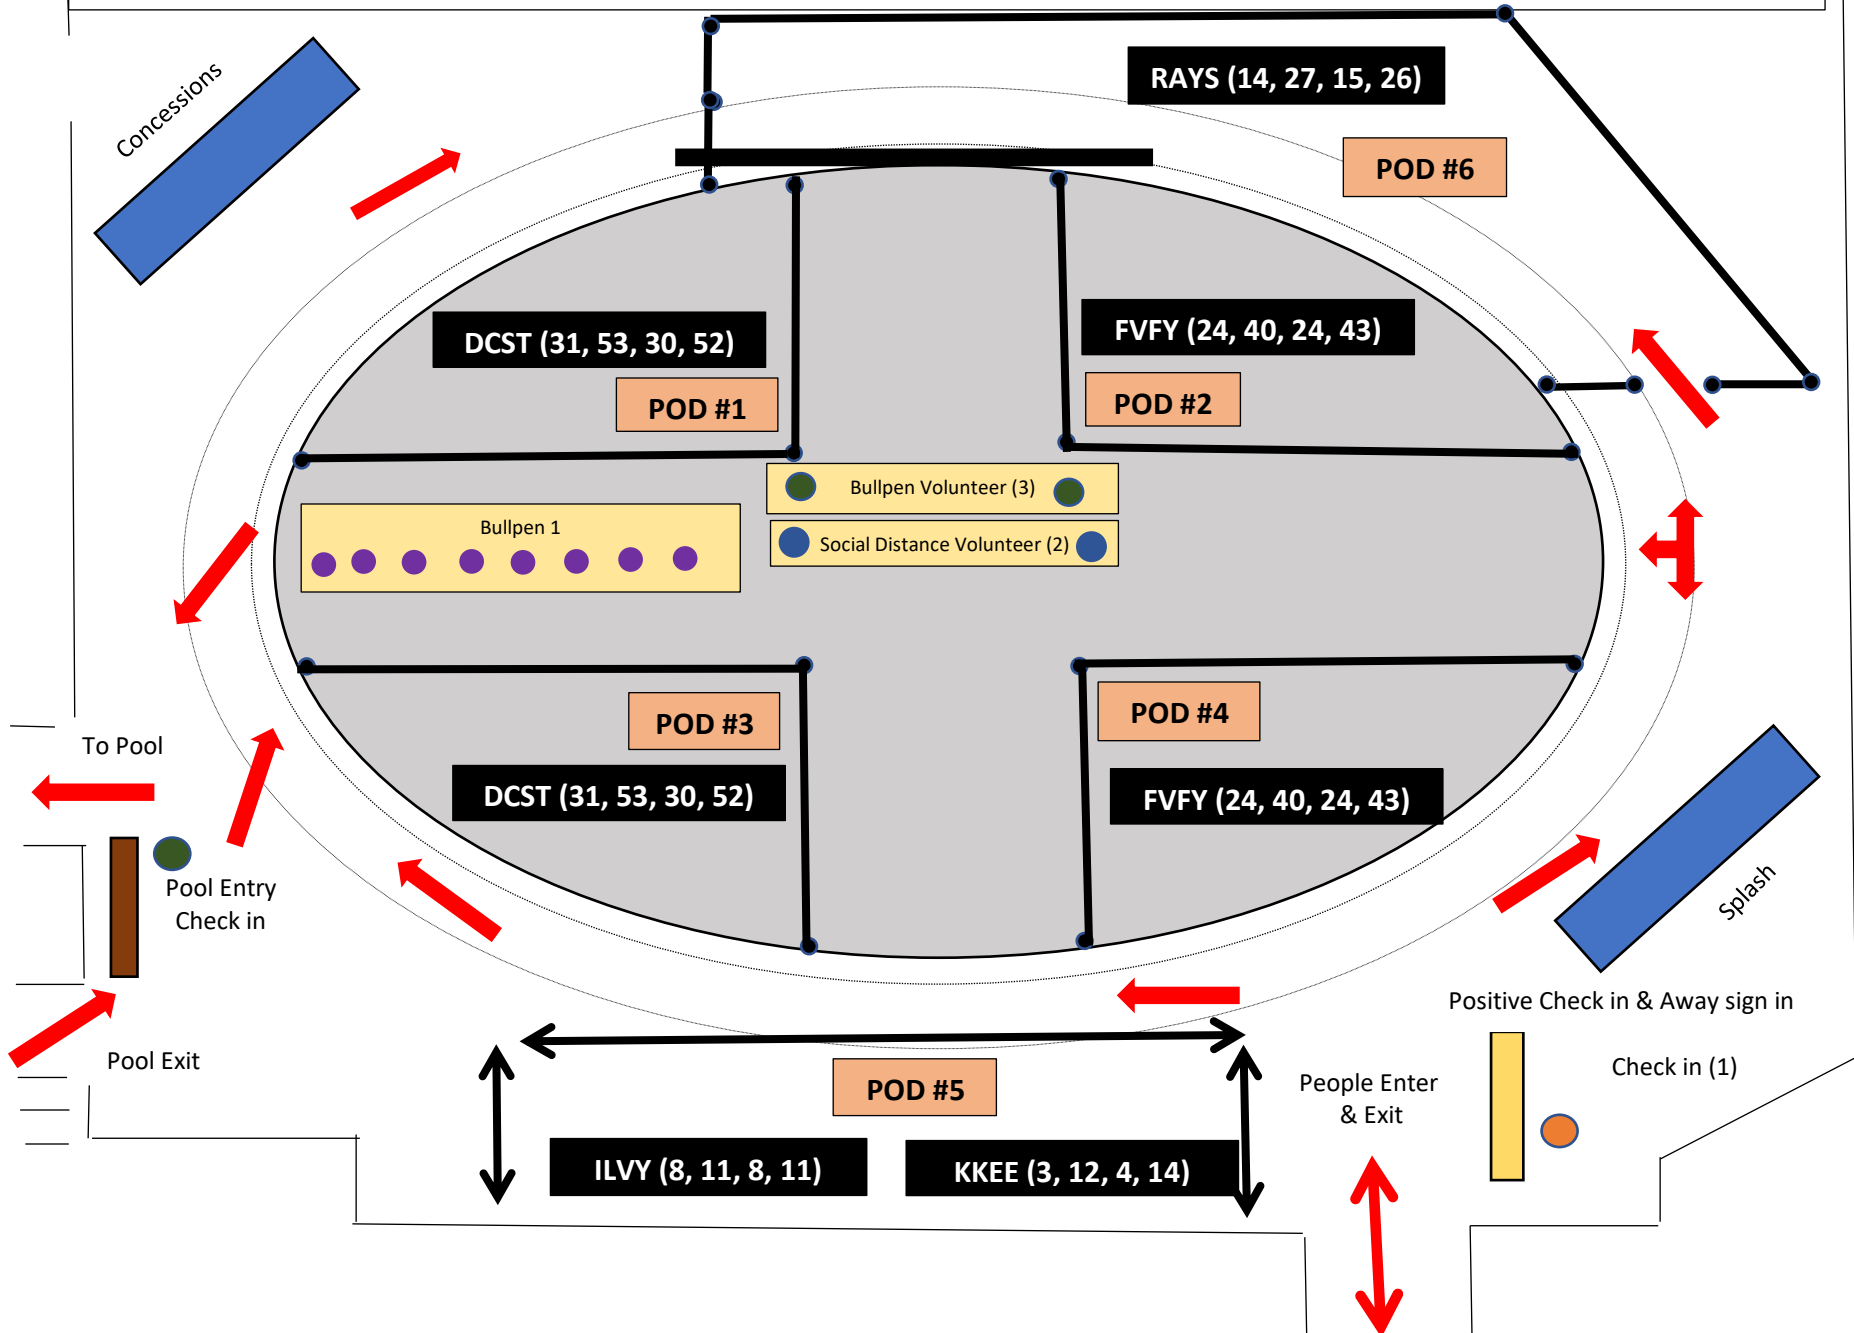 Concessions
RAYS (14, 27, 15, 26)
POD #6
DCST (31, 53, 30, 52)
FVFY (24, 40, 24, 43)
POD #1
POD #2
Bullpen Volunteer (3)
Bullpen 1
Social Distance Volunteer (2)
POD #3
POD #4
To Pool
DCST (31, 53, 30, 52)
FVFY (24, 40, 24, 43)
Pool Entry
Check in
Splash
Positive Check in & Away sign in
Pool Exit
Check in (1)
POD #5
People Enter
& Exit
ILVY (8, 11, 8, 11)
KKEE (3, 12, 4, 14)